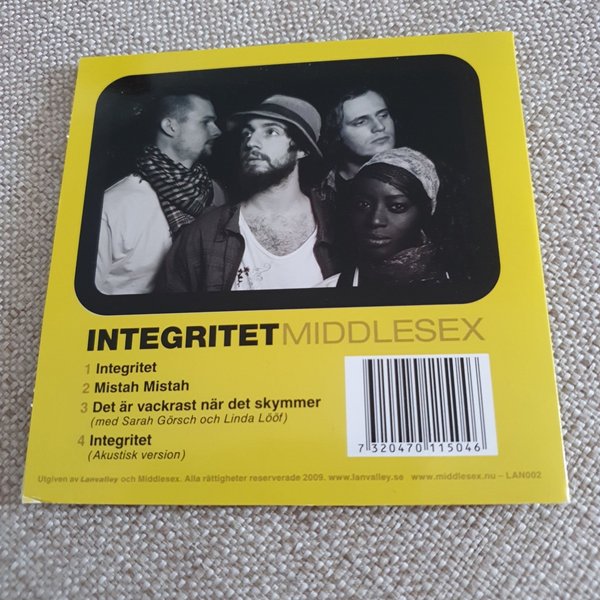 INTEGRITET MIDDLESEX
1 Integritet
2 Mistah Mistah
3 Det är vackrast när det skymmer
(med Sarah Görsch och Linda Lööf)
4 Integritet
(Akustisk version)
7 320470 115046
Utgiven av Lanvalley och Middlesex. Alla rättigheter reserverade 2009. www.lanvalley.se www.middlesex.nu – LAN002